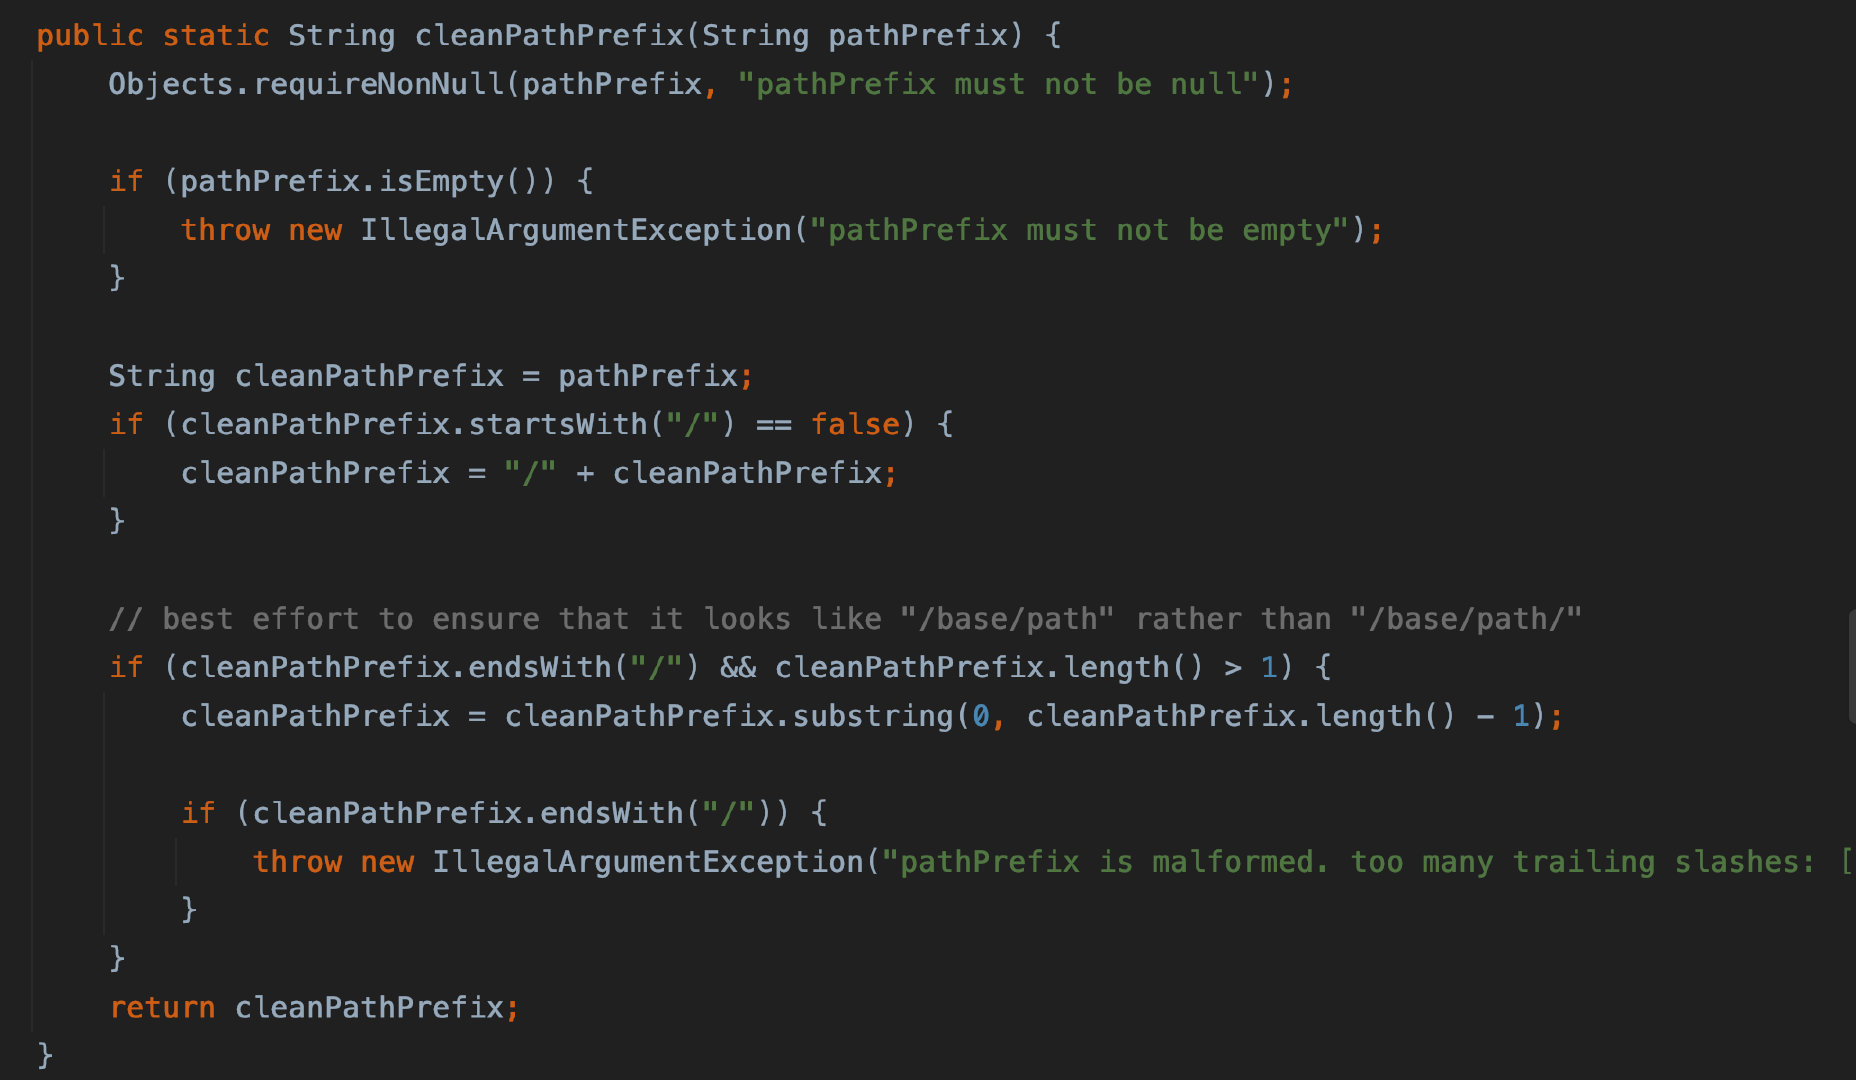 public static String cleanPathPrefix(String pathPrefix) {
    Objects.requireNonNull(pathPrefix, "pathPrefix must not be null");

    if (pathPrefix.isEmpty()) {
        throw new IllegalArgumentException("pathPrefix must not be empty");
    }

    String cleanPathPrefix = pathPrefix;
    if (cleanPathPrefix.startsWith("/") == false) {
        cleanPathPrefix = "/" + cleanPathPrefix;
    }

    // best effort to ensure that it looks like "/base/path" rather than "/base/path/"
    if (cleanPathPrefix.endsWith("/") && cleanPathPrefix.length() > 1) {
        cleanPathPrefix = cleanPathPrefix.substring(0, cleanPathPrefix.length() - 1);

        if (cleanPathPrefix.endsWith("/")) {
            throw new IllegalArgumentException("pathPrefix is malformed. too many trailing slashes: [
        }
    }
    return cleanPathPrefix;
}